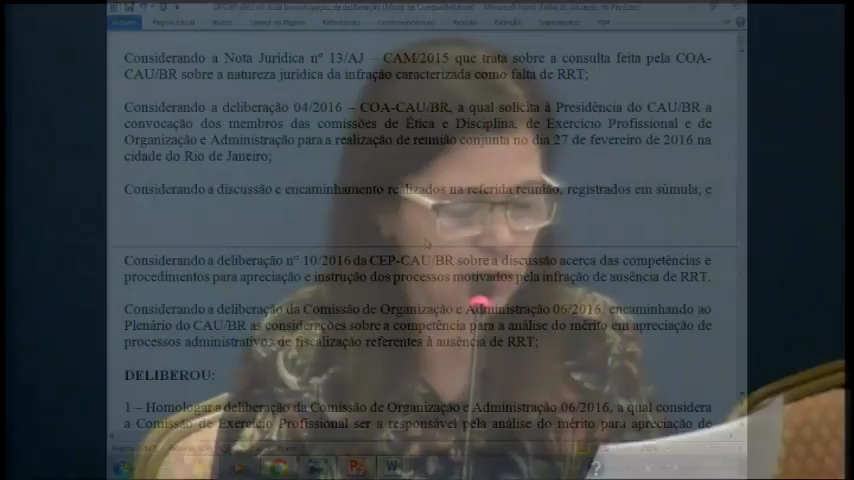 Considerando a Nota Jurídica nº 13/AJ – CAM/2015 que trata sobre a consulta feita pela COA-
CAU/BR sobre a natureza jurídica da infração caracterizada como falta de RRT;
Considerando a deliberação 04/2016 – COA-CAU/BR, a qual solicita à Presidência do CAU/BR a
convocação dos membros das comissões de Ética e Disciplina, de Exercício Profissional e de
Organização e Administração para a realização de reunião conjunta no dia 27 de fevereiro de 2016 na
cidade do Rio de Janeiro;
Considerando a discussão e encaminhamento realizados na referida reunião, registrados em súmula; e
Considerando a deliberação nº 10/2016 da CEP-CAU/BR sobre a discussão acerca das competências e
procedimentos para apreciação e instrução dos processos motivados pela infração de ausência de RRT.
Considerando a deliberação da Comissão de Organização e Administração 06/2016, encaminhando ao
Plenário do CAU/BR as considerações sobre a competência para a análise do mérito em apreciação de
processos administrativos de fiscalização referentes à ausência de RRT;
DELIBEROU:
1 – Homologar a deliberação da Comissão de Organização e Administração 06/2016, a qual considera
a Comissão de Exercício Profissional ser a responsável pela análise do mérito para apreciação de